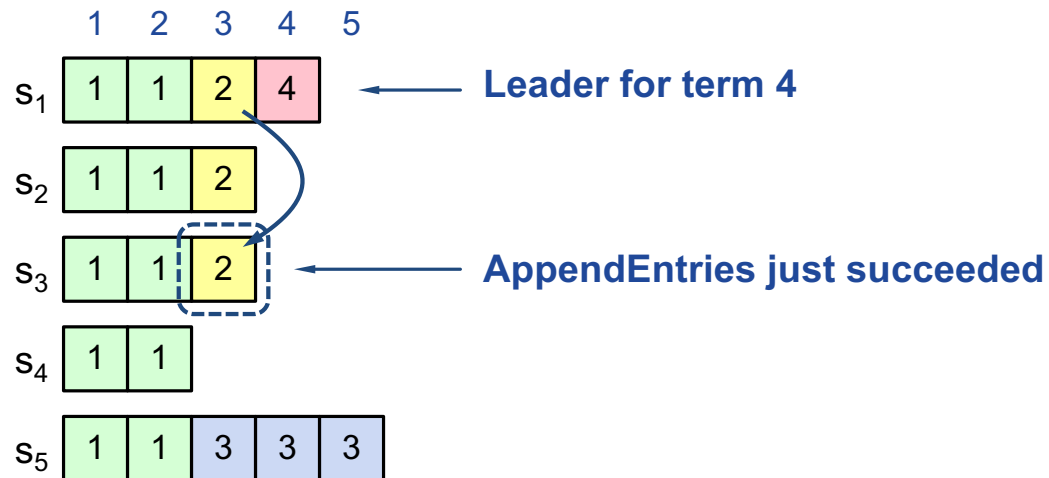 1 2 3 4 5
s1 1 1 2 4 Leader for term 4
s2 1 1 2
s3 1 1 2 AppendEntries just succeeded
s4 1 1
s5 1 1 3 3 3